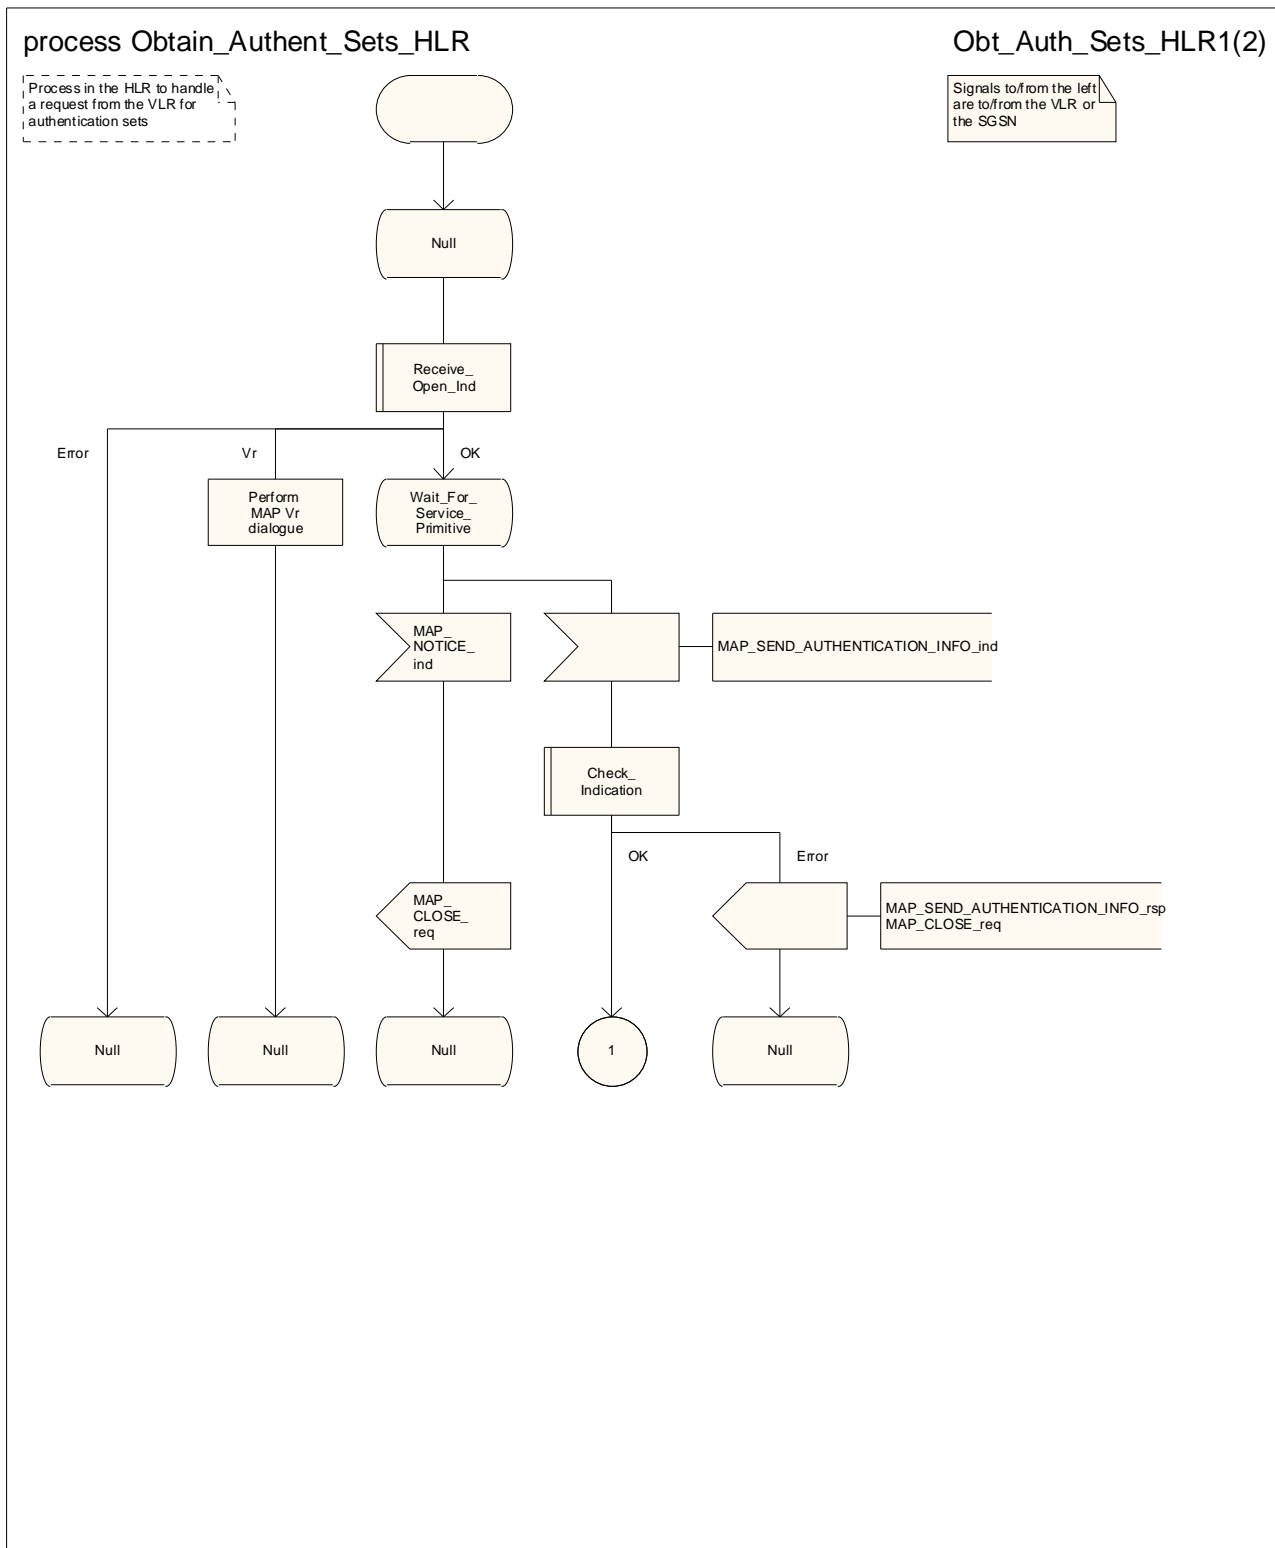 process Obtain_Authent_Sets_HLR
Obt_Auth_Sets_HLR1(2)
Process in the HLR to handle
a request from the VLR for
authentication sets
Signals to/from the left
are to/from the VLR or
the SGSN
Null
Receive_
Open_Ind
Error
Vr
OK
Perform
MAP Vr
dialogue
Wait_For_
Service_
Primitive
MAP_
NOTICE_
ind
MAP_SEND_AUTHENTICATION_INFO_ind
Check_
Indication
OK
Error
MAP_
CLOSE_
req
MAP_SEND_AUTHENTICATION_INFO_rsp
MAP_CLOSE_req
Null
Null
Null
1
Null